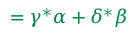 = γ*α + δ*β